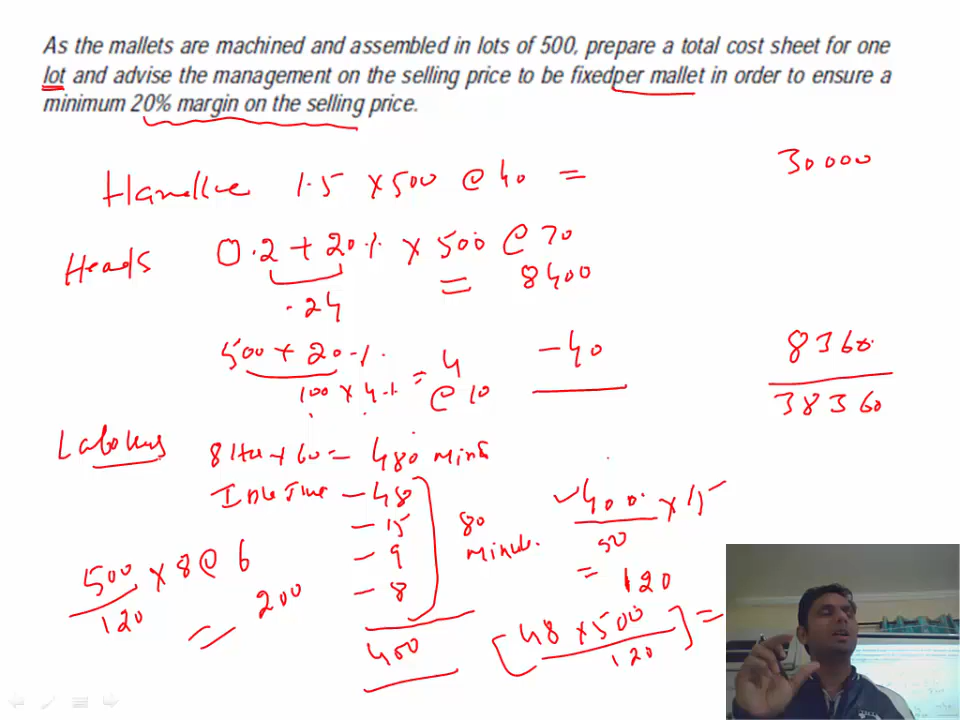 As the mallets are machined and assembled in lots of 500, prepare a total cost sheet for one
lot and advise the management on the selling price to be fixedper mallet in order to ensure a
minimum 20% margin on the selling price.
Handle 1.5 × 500 @ 40 = 30000
Heads 0.2 + 20% × 500 @ 70
.24 = 8400
500 + 20% - 40 8360
100 × 4% = 4 @ 10 38360
Labour 8 Hr × 60 = 480 Mins
Idle Time - 48
- 15 80 Minutes
- 9
- 8
400
400 × 15
50
= 120
500 × 8 @ 6
120
= 200
[48 × 500] =
120